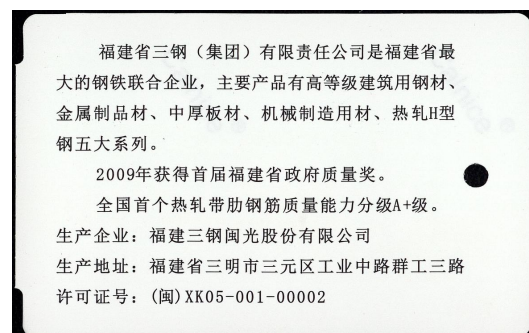 福建省三钢（集团）有限责任公司是福建省最
大的钢铁联合企业，主要产品有高等级建筑用钢材、
金属制品材、中厚板材、机械制造用材、热轧H型
钢五大系列。
2009年获得首届福建省政府质量奖。
全国首个热轧带肋钢筋质量能力分级A+级。
生产企业：福建三钢闽光股份有限公司
生产地址：福建省三明市三元区工业中路群工三路
许可证号：(闽)XK05-001-00002